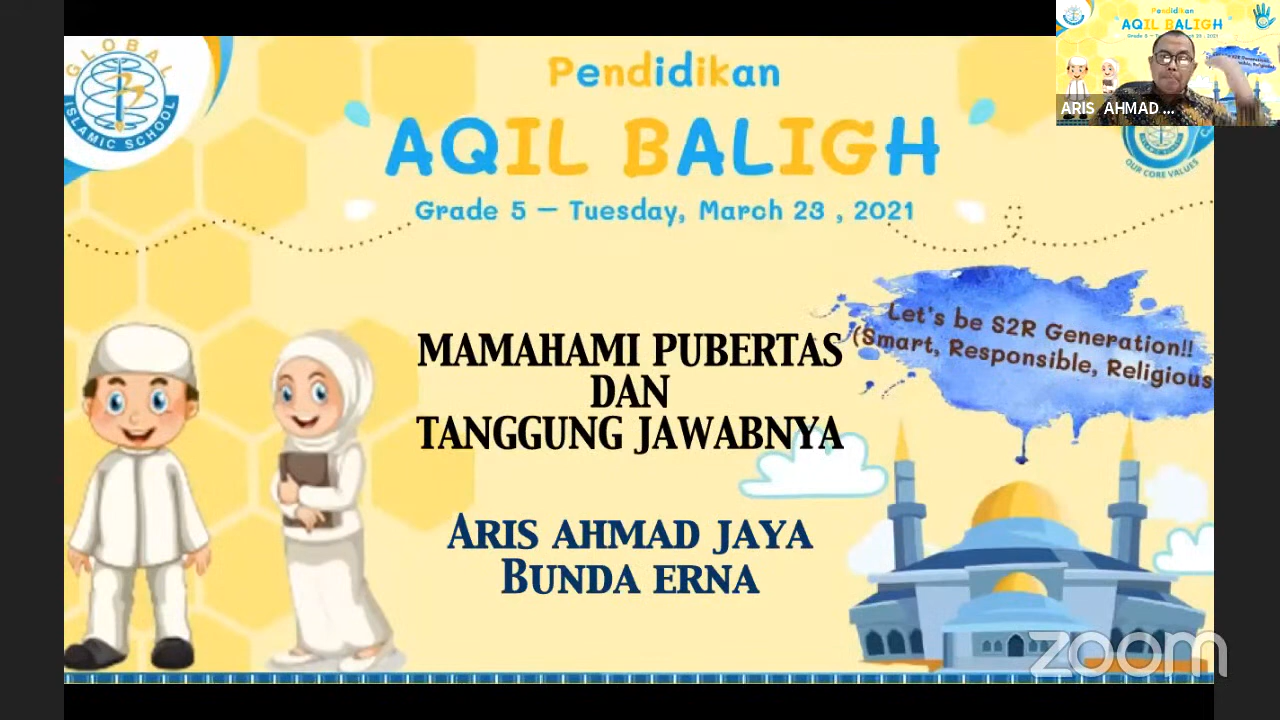 GLOBAL
ISLAMIC SCHOOL
Pendidikan
AQIL BALIGH
Grade 5 – Tuesday, March 23 , 2021
Let's be S2R Generation!!
(Smart, Responsible, Religious
MAMAHAMI PUBERTAS
DAN
TANGGUNG JAWABNYA
ARIS AHMAD JAYA
BUNDA ERNA
Pendidikan
AQIL BALIGH
ARIS AHMAD ...
OUR CORE VALUES
zoom